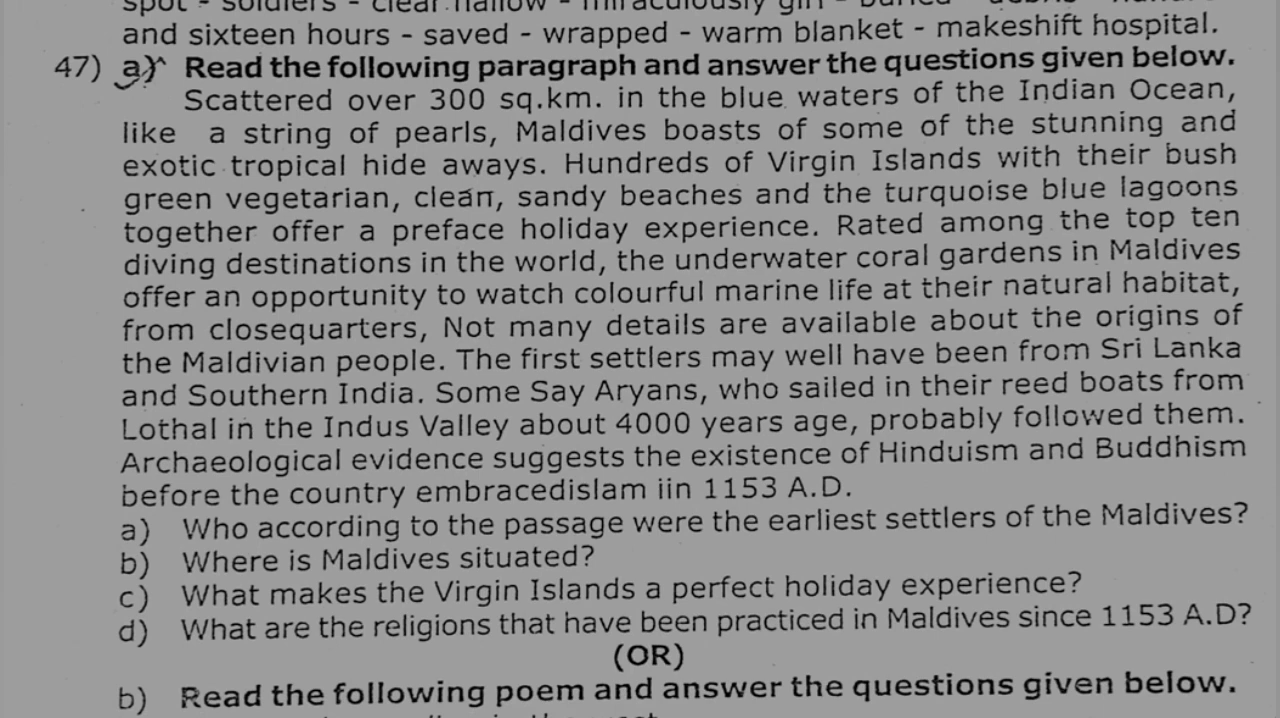 and sixteen hours - saved - wrapped - warm blanket - makeshift hospital.
47) a) Read the following paragraph and answer the questions given below.
Scattered over 300 sq.km. in the blue waters of the Indian Ocean,
like a string of pearls, Maldives boasts of some of the stunning and
exotic tropical hide aways. Hundreds of Virgin Islands with their bush
green vegetarian, clean, sandy beaches and the turquoise blue lagoons
together offer a preface holiday experience. Rated among the top ten
diving destinations in the world, the underwater coral gardens in Maldives
offer an opportunity to watch colourful marine life at their natural habitat,
from closequarters, Not many details are available about the origins of
the Maldivian people. The first settlers may well have been from Sri Lanka
and Southern India. Some Say Aryans, who sailed in their reed boats from
Lothal in the Indus Valley about 4000 years age, probably followed them.
Archaeological evidence suggests the existence of Hinduism and Buddhism
before the country embracedislam iin 1153 A.D.
a) Who according to the passage were the earliest settlers of the Maldives?
b) Where is Maldives situated?
c) What makes the Virgin Islands a perfect holiday experience?
d) What are the religions that have been practiced in Maldives since 1153 A.D?
(OR)
b) Read the following poem and answer the questions given below.